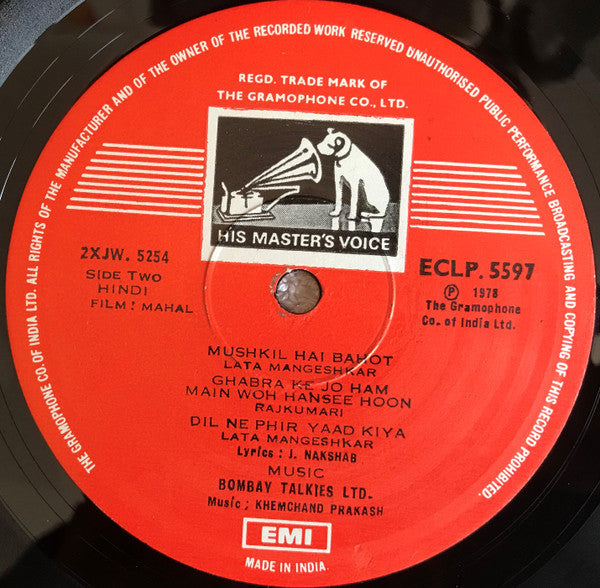 THE GRAMOPHONE CO. OF INDIA LTD. ALL RIGHTS OF THE MANUFACTURER AND OF THE OWNER OF THE RECORDED WORK RESERVED UNAUTHORISED PUBLIC PERFORMANCE BROADCASTING AND COPYING OF THIS RECORD PROHIBITED.
REGD. TRADE MARK OF
THE GRAMOPHONE CO., LTD.
HIS MASTER'S VOICE
2XJW. 5254
SIDE TWO
HINDI
FILM : MAHAL
ECLP. 5597
Ⓟ 1978
The Gramophone
Co. of India Ltd.
MUSHKIL HAI BAHOT
LATA MANGESHKAR
GHABRA KE JO HAM
MAIN WOH HANSEE HOON
RAJKUMARI
DIL NE PHIR YAAD KIYA
LATA MANGESHKAR
Lyrics : J. NAKSHAB
MUSIC
BOMBAY TALKIES LTD.
Music ; KHEMCHAND PRAKASH
EMI
MADE IN INDIA.